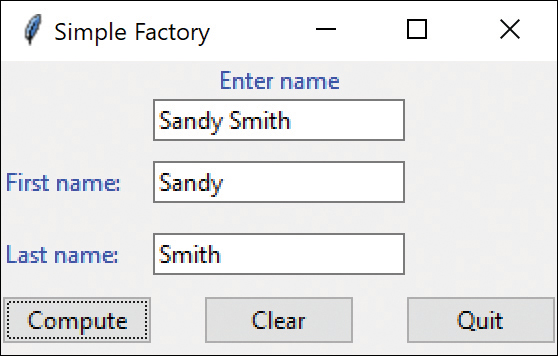 Simple Factory
Enter name
Sandy Smith
First name: Sandy
Last name: Smith
Compute Clear Quit